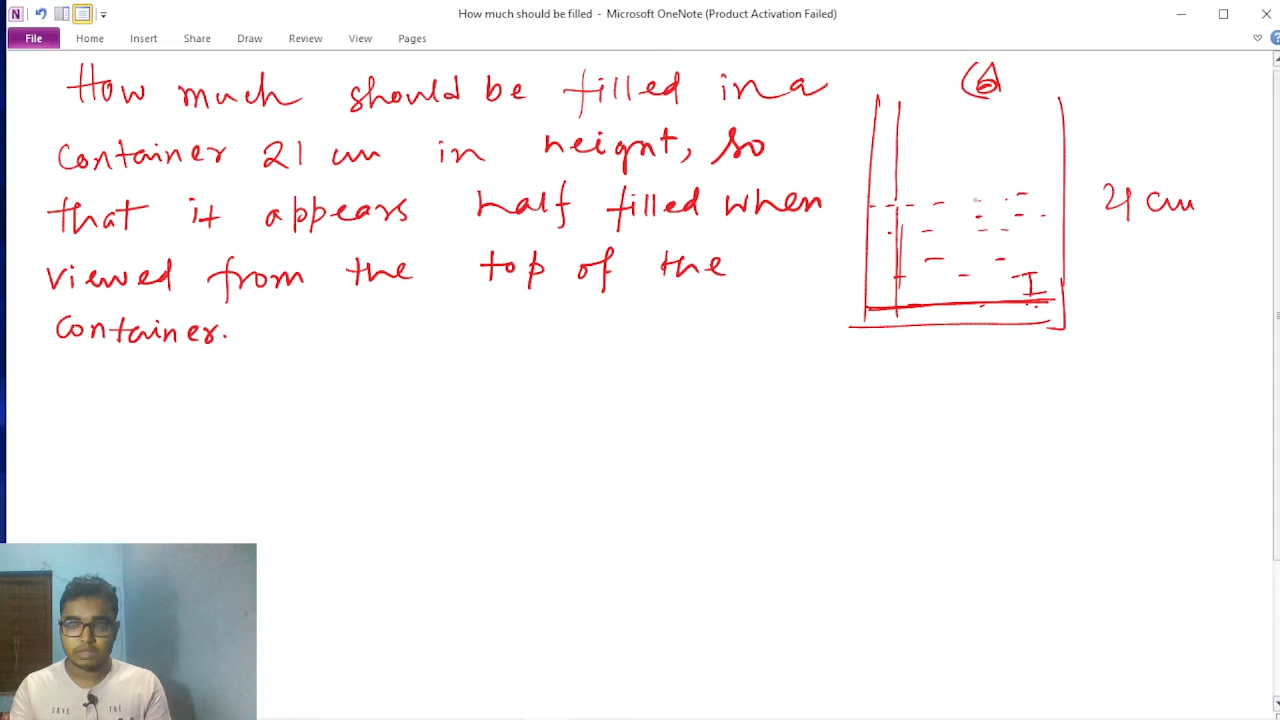 How much should be filled - Microsoft OneNote (Product Activation Failed)
File Home Insert Share Draw Review View Pages
How much should be filled in a
container 21 cm in height, so
that it appears half filled when
viewed from the top of the
container.
21 cm
I
SAVE THE